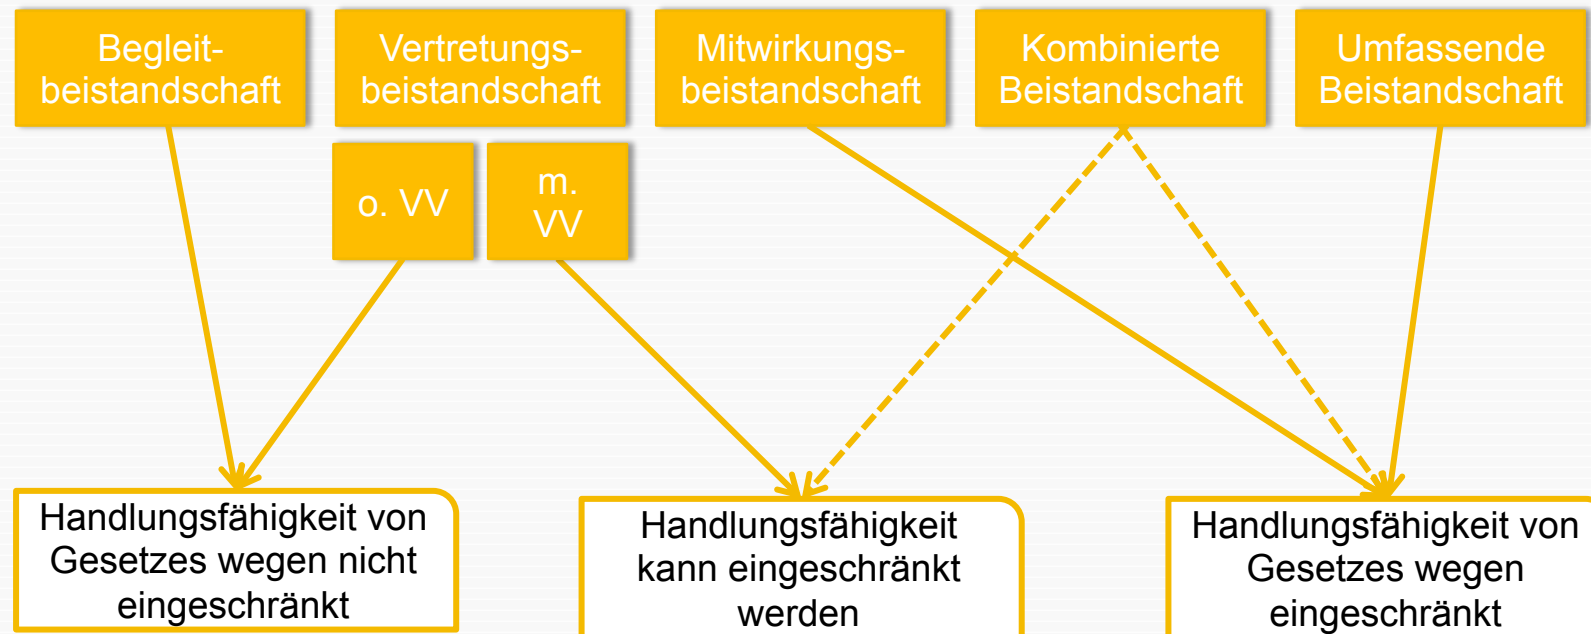 Begleit-
beistandschaft
Vertretungs-
beistandschaft
Mitwirkungs-
beistandschaft
Kombinierte
Beistandschaft
Umfassende
Beistandschaft
o. VV
m.
VV
Handlungsfähigkeit von
Gesetzes wegen nicht
eingeschränkt
Handlungsfähigkeit
kann eingeschränkt
werden
Handlungsfähigkeit von
Gesetzes wegen
eingeschränkt